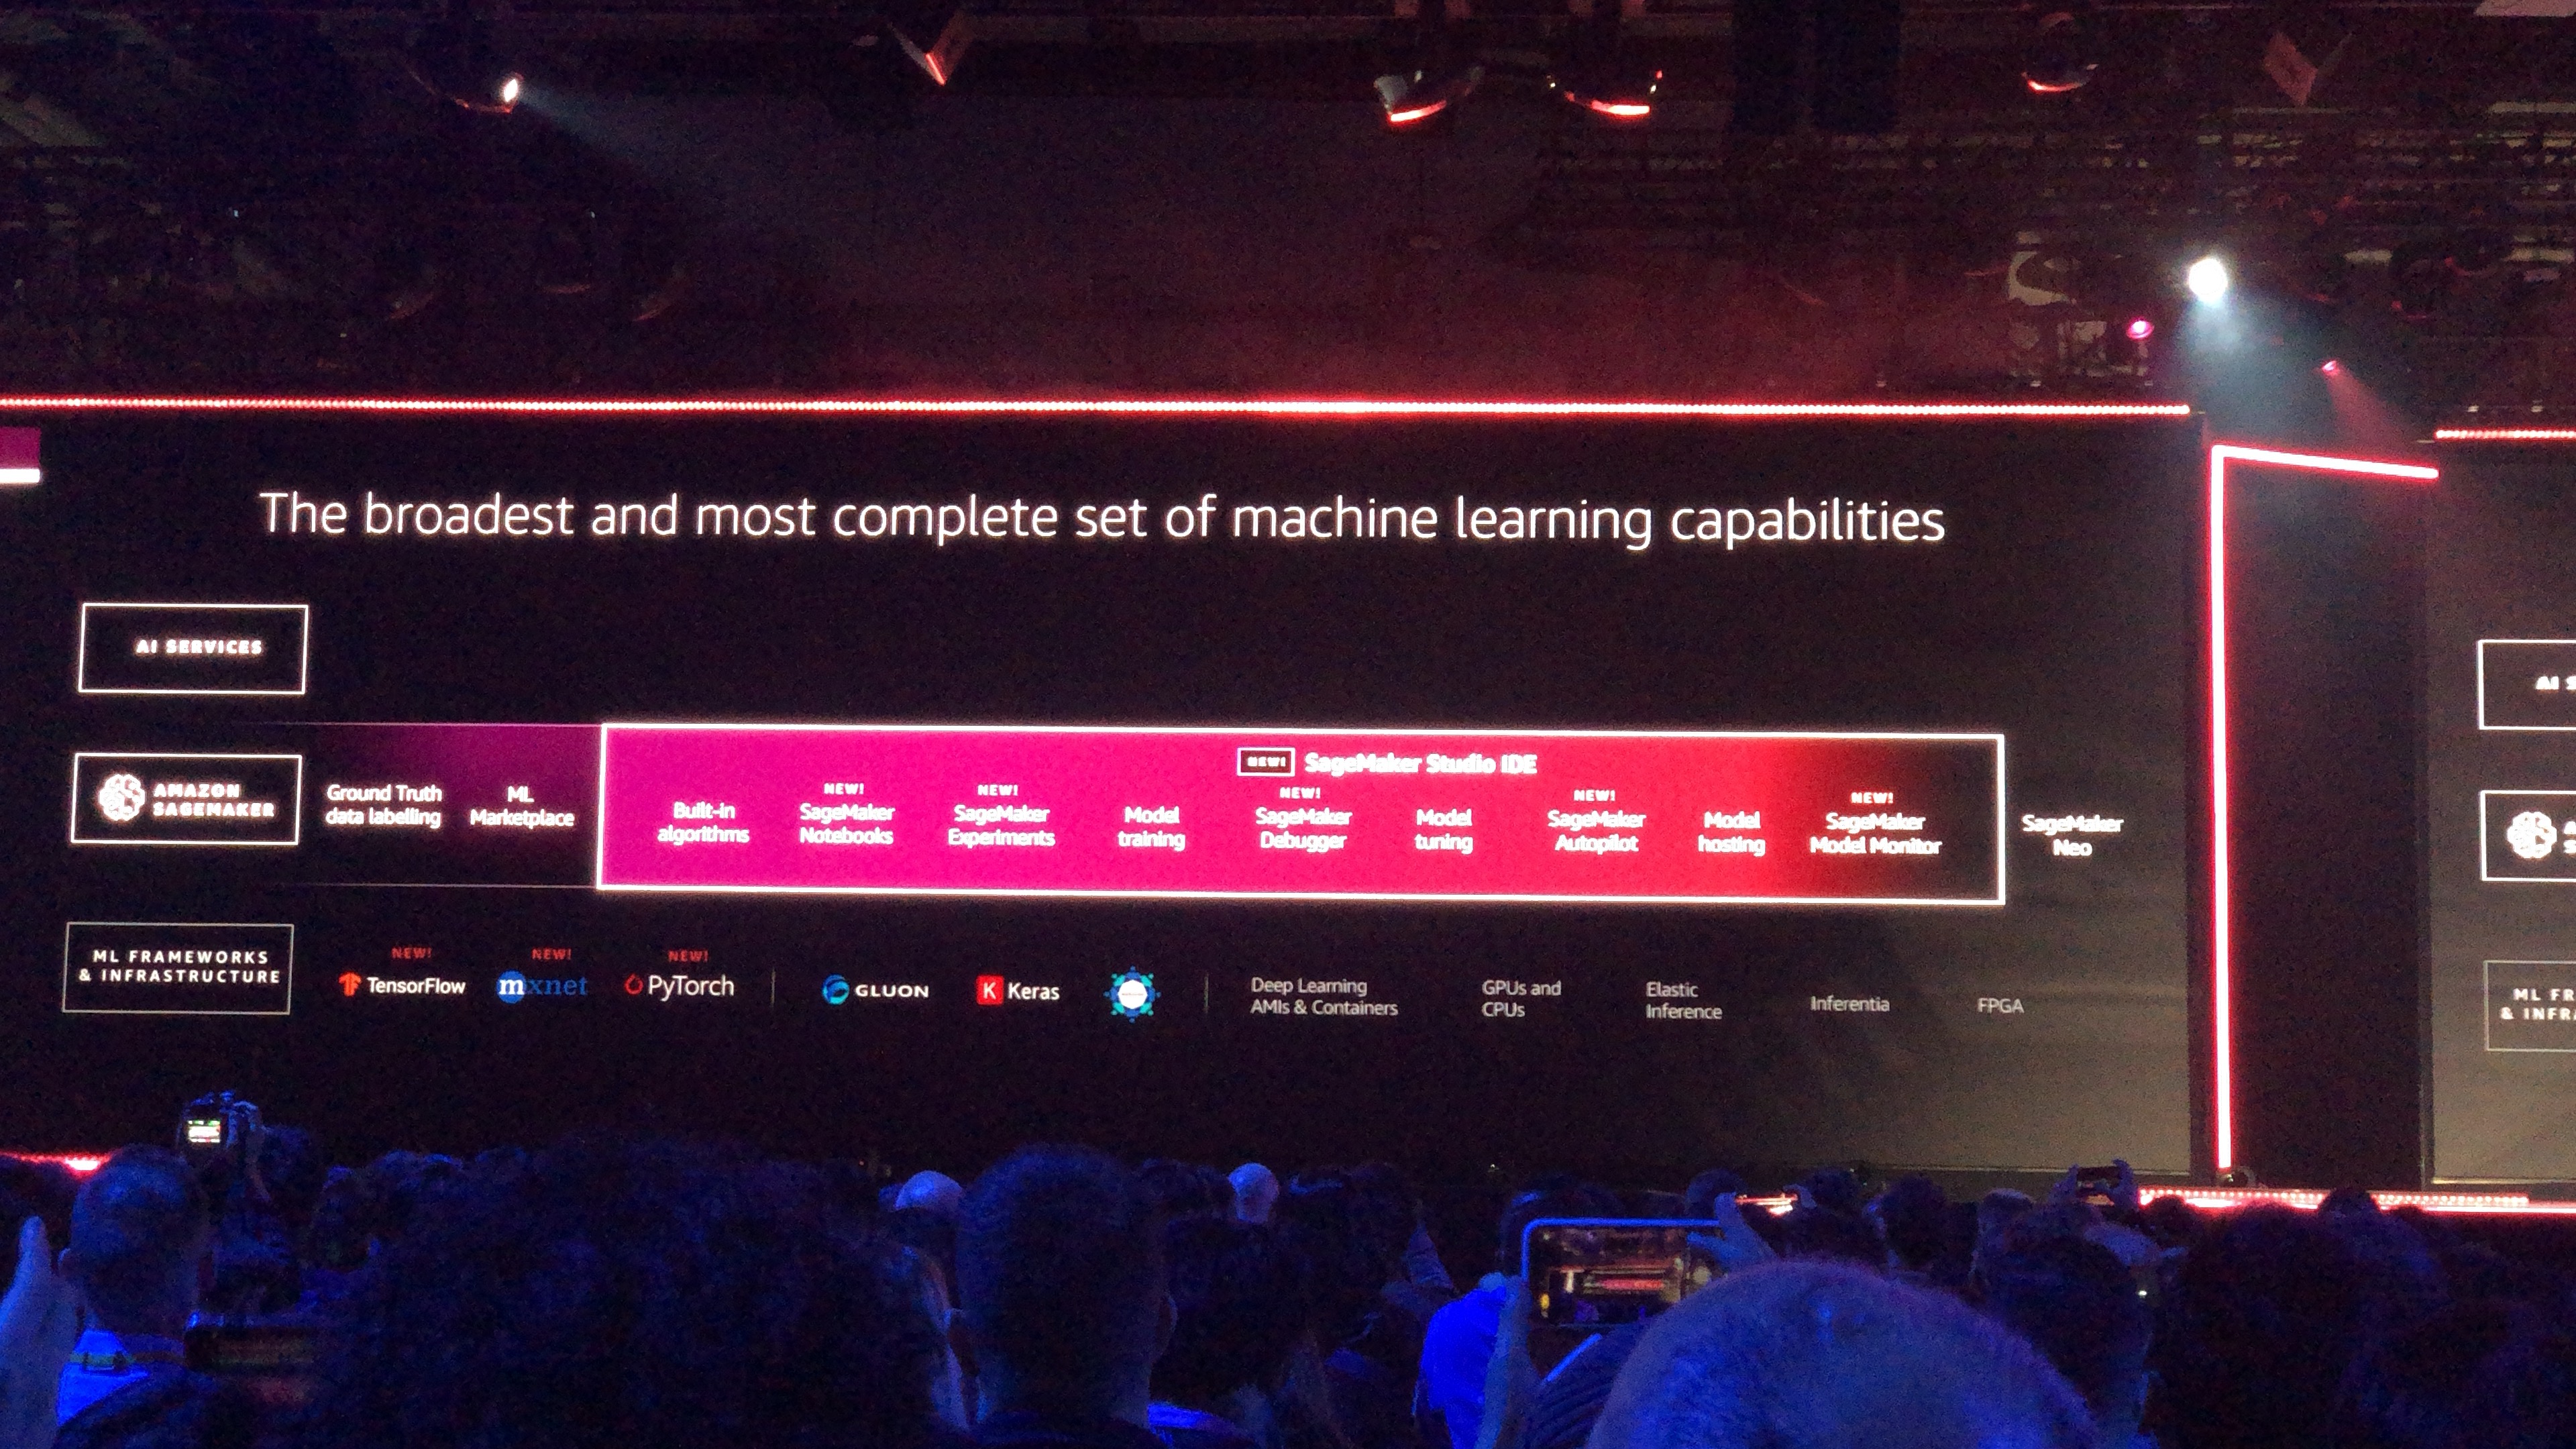 The broadest and most complete set of machine learning capabilities
AI SERVICES
NEW! SageMaker Studio IDE
AMAZON
SAGEMAKER
Ground Truth
data labelling
ML
Marketplace
Built-in
algorithms
NEW!
SageMaker
Notebooks
NEW!
SageMaker
Experiments
Model
training
NEW!
SageMaker
Debugger
Model
tuning
NEW!
SageMaker
Autopilot
Model
hosting
NEW!
SageMaker
Model Monitor
SageMaker
Neo
ML FRAMEWORKS
& INFRASTRUCTURE
NEW!
TensorFlow
NEW!
mxnet
NEW!
PyTorch
GLUON
K Keras
Deep Learning
AMIs & Containers
GPUs and
CPUs
Elastic
Inference
Inferentia
FPGA
AI
ML FR
& INFR